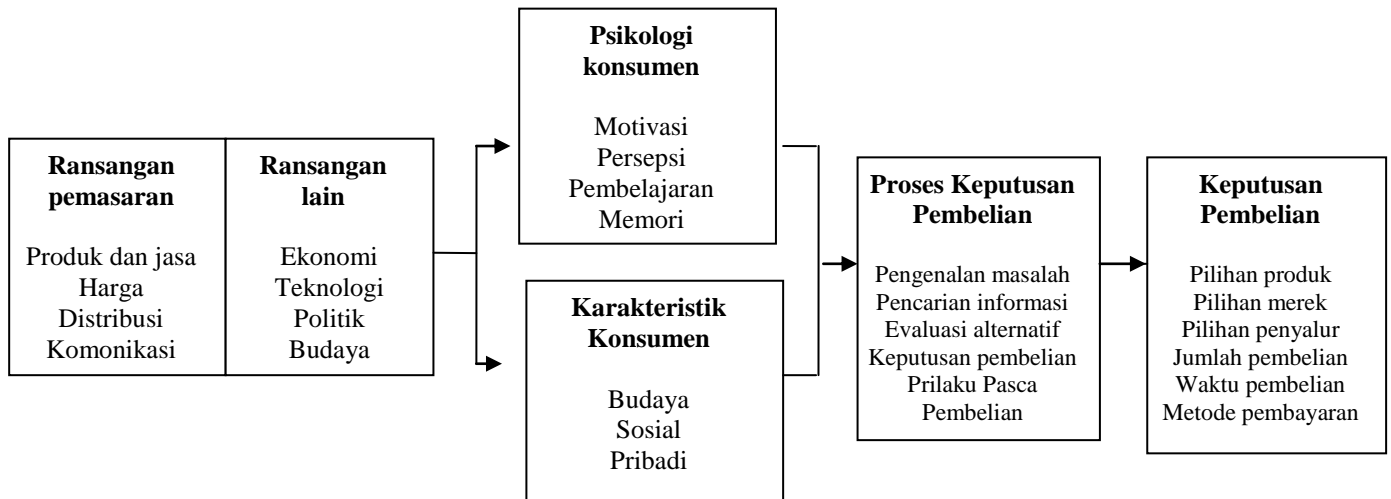 Ransangan
pemasaran
Produk dan jasa
Harga
Distribusi
Komonikasi
Ransangan
lain
Ekonomi
Teknologi
Politik
Budaya
Psikologi
konsumen
Motivasi
Persepsi
Pembelajaran
Memori
Karakteristik
Konsumen
Budaya
Sosial
Pribadi
Proses Keputusan
Pembelian
Pengenalan masalah
Pencarian informasi
Evaluasi alternatif
Keputusan pembelian
Prilaku Pasca
Pembelian
Keputusan
Pembelian
Pilihan produk
Pilihan merek
Pilihan penyalur
Jumlah pembelian
Waktu pembelian
Metode pembayaran